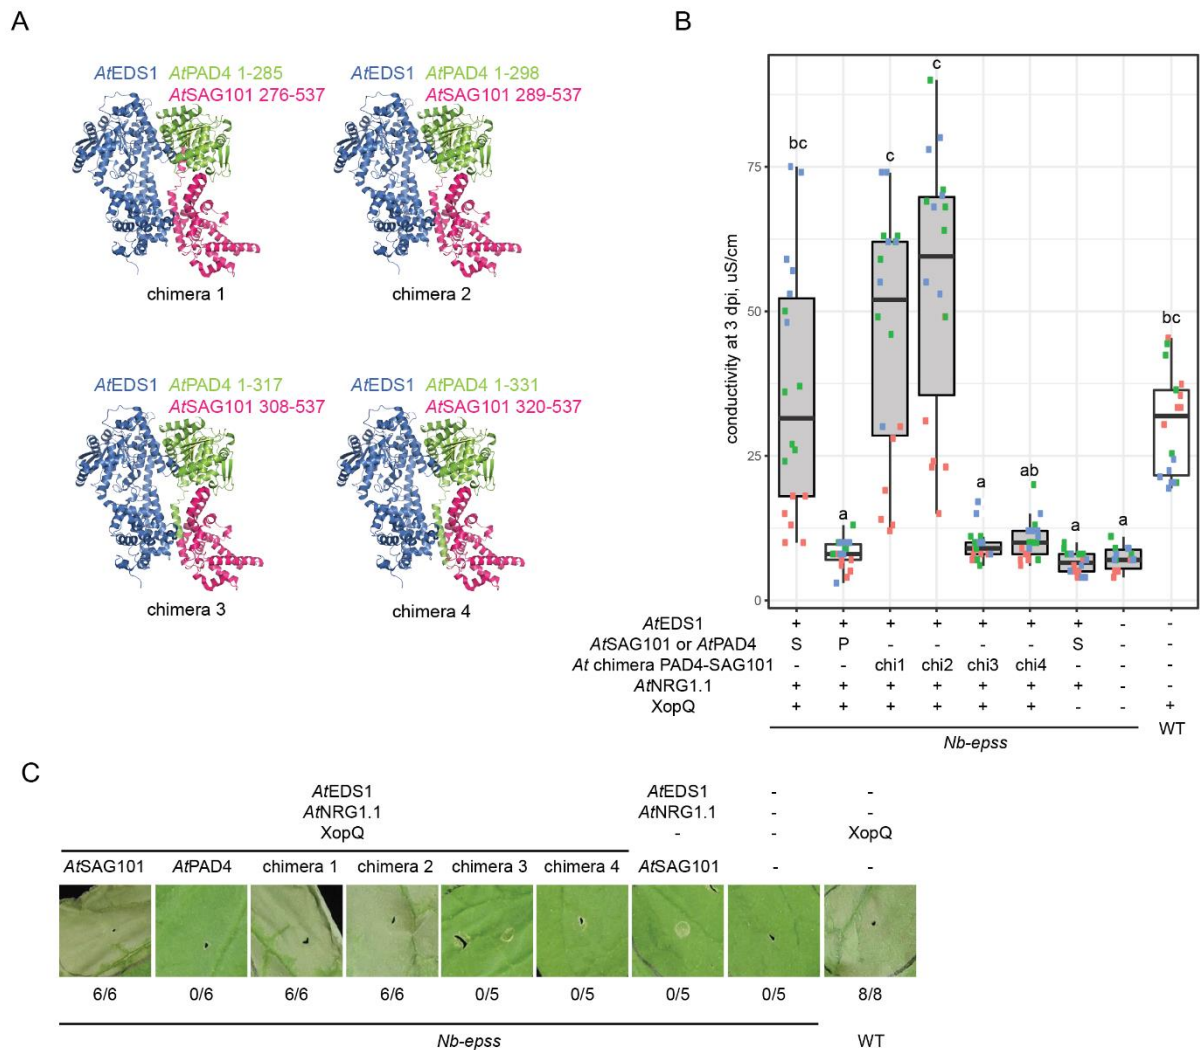 A
AtEDS1 AtPAD4 1-285
AtSAG101 276-537
chimera 1
AtEDS1 AtPAD4 1-298
AtSAG101 289-537
chimera 2
AtEDS1 AtPAD4 1-317
AtSAG101 308-537
chimera 3
AtEDS1 AtPAD4 1-331
AtSAG101 320-537
chimera 4
B
conductivity at 3 dpi, uS/cm
75
50
25
0
bc a c c a ab a a bc
AtEDS1 + + + + + + + - -
AtSAG101 or AtPAD4 S P - - - - S - -
At chimera PAD4-SAG101 - - chi1 chi2 chi3 chi4 - - -
AtNRG1.1 + + + + + + + - -
XopQ + + + + + + - - +
Nb-epss WT
C
AtEDS1 AtEDS1 - -
AtNRG1.1 AtNRG1.1 - -
XopQ - - XopQ
AtSAG101 AtPAD4 chimera 1 chimera 2 chimera 3 chimera 4 AtSAG101 - -
6/6 0/6 6/6 6/6 0/5 0/5 0/5 0/5 8/8
Nb-epss WT